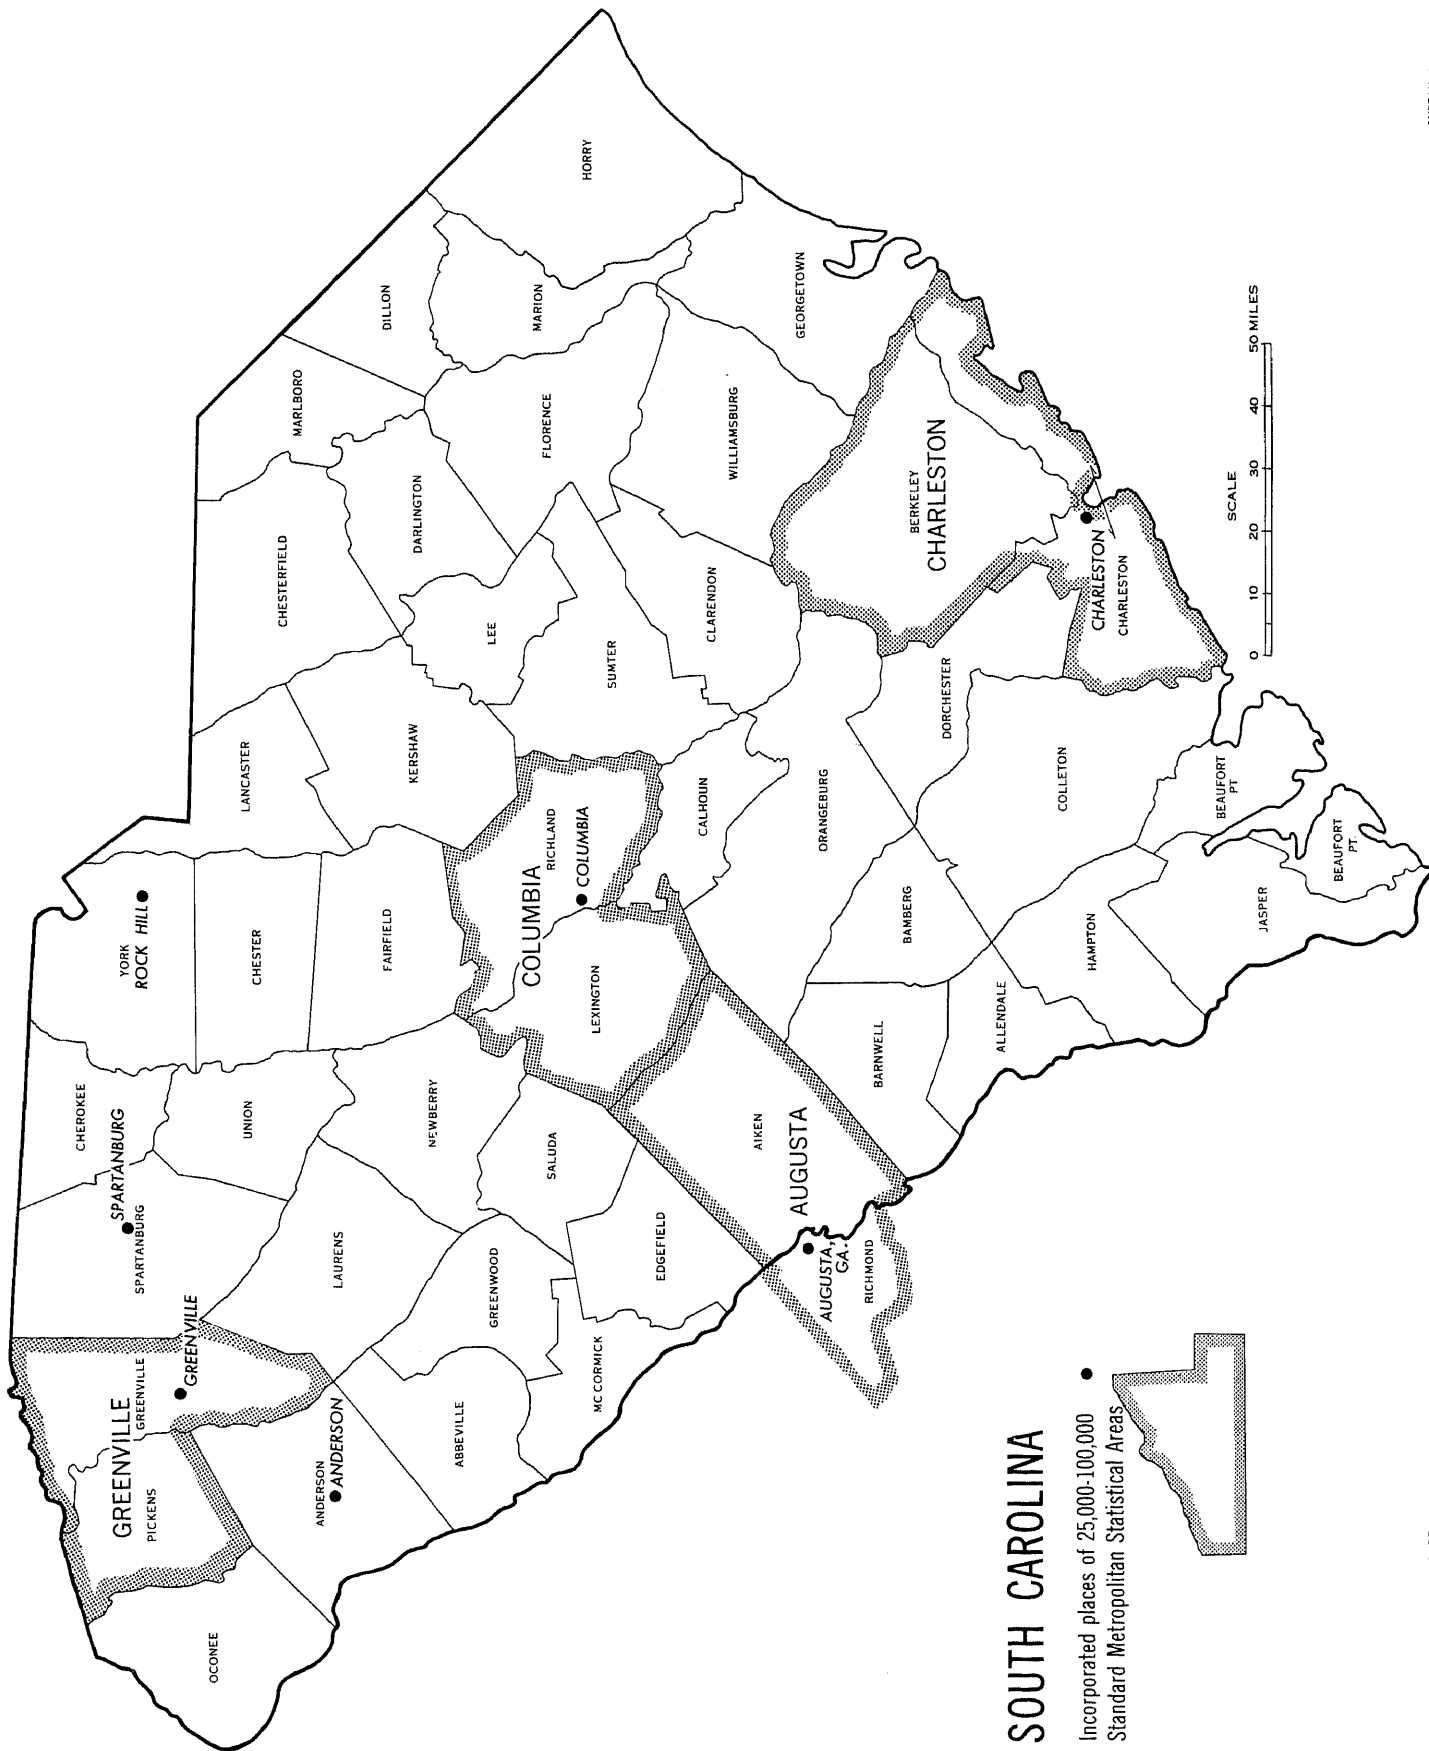 SOUTH CAROLINA
Incorporated places of 25,000-100,000
Standard Metropolitan Statistical Areas
SCALE
0 10 20 30 40 50 MILES
OCONEE
PICKENS
GREENVILLE
GREENVILLE
GREENVILLE
SPARTANBURG
SPARTANBURG
CHEROKEE
YORK
ROCK HILL
ANDERSON
ANDERSON
LAURENS
UNION
CHESTER
LANCASTER
CHESTERFIELD
MARLBORO
DILLON
ABBEVILLE
GREENWOOD
NEWBERRY
FAIRFIELD
KERSHAW
LEE
DARLINGTON
FLORENCE
MARION
HORRY
MC CORMICK
EDGEFIELD
SALUDA
LEXINGTON
COLUMBIA
RICHLAND
COLUMBIA
SUMTER
CLARENDON
WILLIAMSBURG
GEORGETOWN
AIKEN
AUGUSTA
AUGUSTA,
GA.
RICHMOND
CALHOUN
ORANGEBURG
BARNWELL
BAMBERG
DORCHESTER
BERKELEY
CHARLESTON
CHARLESTON
CHARLESTON
ALLENDALE
HAMPTON
COLLETON
JASPER
BEAUFORT
PT
BEAUFORT
PT.